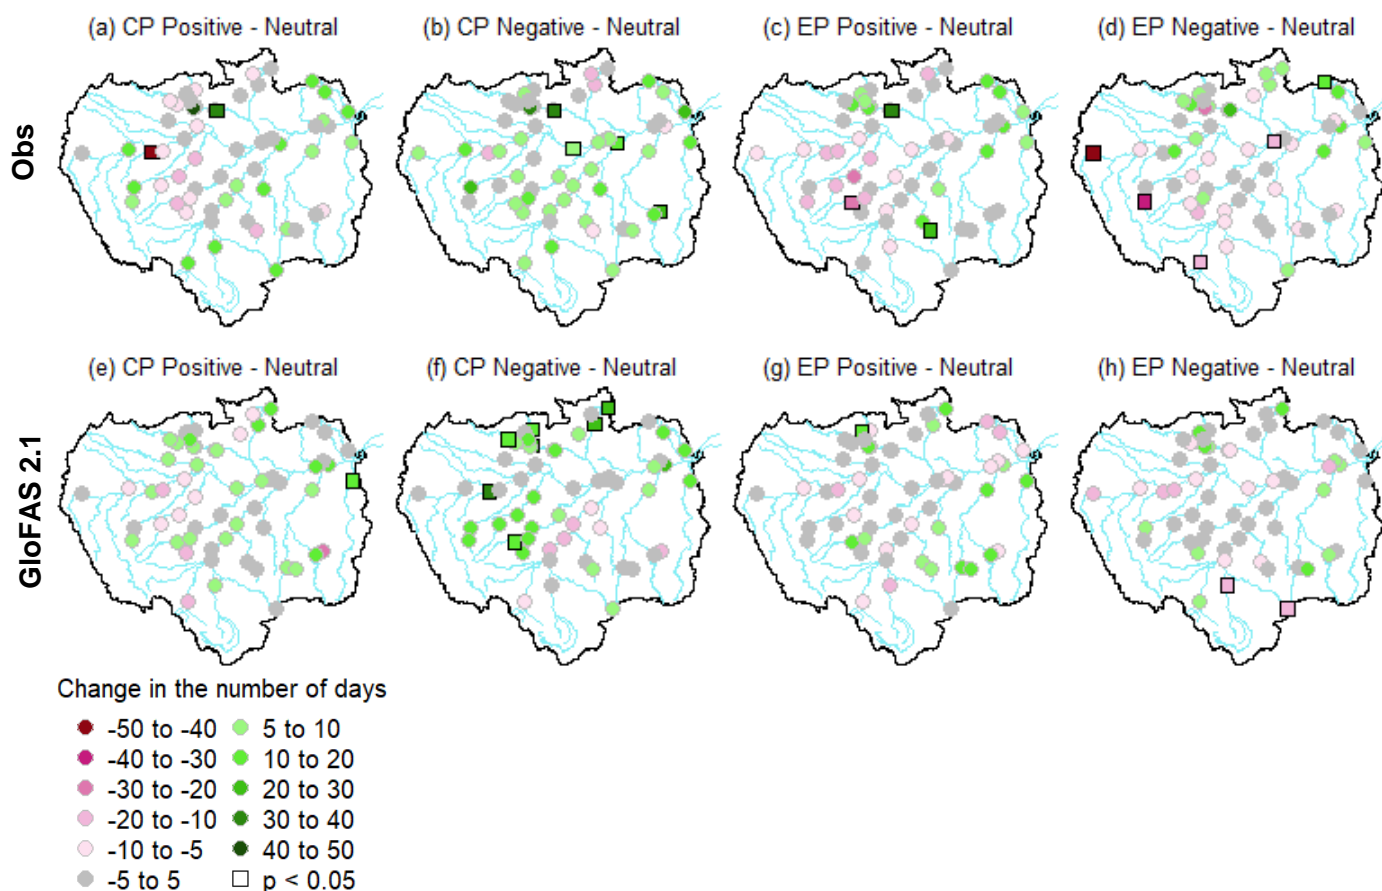 (a) CP Positive - Neutral
(b) CP Negative - Neutral
(c) EP Positive - Neutral
(d) EP Negative - Neutral
Obs
(e) CP Positive - Neutral
(f) CP Negative - Neutral
(g) EP Positive - Neutral
(h) EP Negative - Neutral
GloFAS 2.1
Change in the number of days
-50 to -40
5 to 10
-40 to -30
10 to 20
-30 to -20
20 to 30
-20 to -10
30 to 40
-10 to -5
40 to 50
-5 to 5
p < 0.05